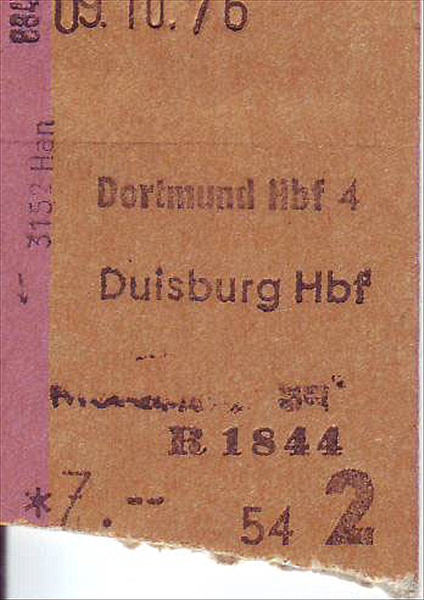 09.10.76
3152 Han
Dortmund Hbf 4
Duisburg Hbf
R 1844
*7.--
54 2